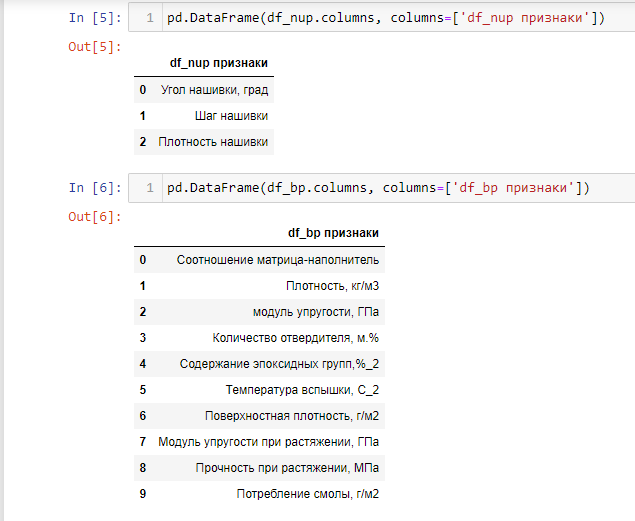 In [5]: 1 pd.DataFrame(df_nup.columns, columns=['df_nup признаки'])
Out[5]:
df_nup признаки
0 Угол нашивки, град
1 Шаг нашивки
2 Плотность нашивки
In [6]: 1 pd.DataFrame(df_bp.columns, columns=['df_bp признаки'])
Out[6]:
df_bp признаки
0 Соотношение матрица-наполнитель
1 Плотность, кг/м3
2 модуль упругости, ГПа
3 Количество отвердителя, м.%
4 Содержание эпоксидных групп,%_2
5 Температура вспышки, С_2
6 Поверхностная плотность, г/м2
7 Модуль упругости при растяжении, ГПа
8 Прочность при растяжении, МПа
9 Потребление смолы, г/м2